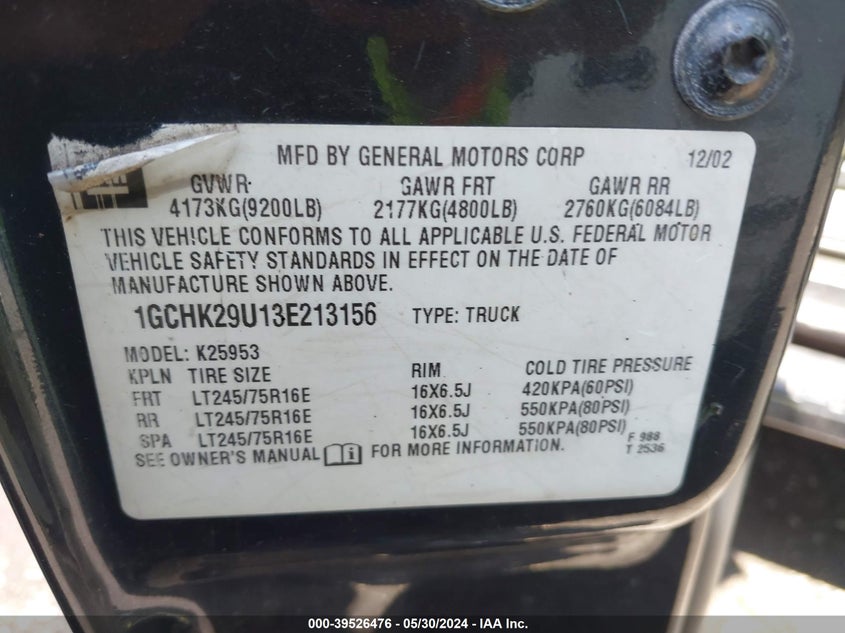 MFD BY GENERAL MOTORS CORP 12/02
GVWR GAWR FRT GAWR RR
4173KG(9200LB) 2177KG(4800LB) 2760KG(6084LB)
THIS VEHICLE CONFORMS TO ALL APPLICABLE U.S. FEDERAL MOTOR
VEHICLE SAFETY STANDARDS IN EFFECT ON THE DATE OF
MANUFACTURE SHOWN ABOVE.
1GCHK29U13E213156 TYPE: TRUCK
MODEL: K25953
KPLN TIRE SIZE RIM COLD TIRE PRESSURE
FRT LT245/75R16E 16X6.5J 420KPA(60PSI)
RR LT245/75R16E 16X6.5J 550KPA(80PSI)
SPA LT245/75R16E 16X6.5J 550KPA(80PSI)
F 988
SEE OWNER'S MANUAL FOR MORE INFORMATION. T 2536
000-39526476 - 05/30/2024 - IAA Inc.